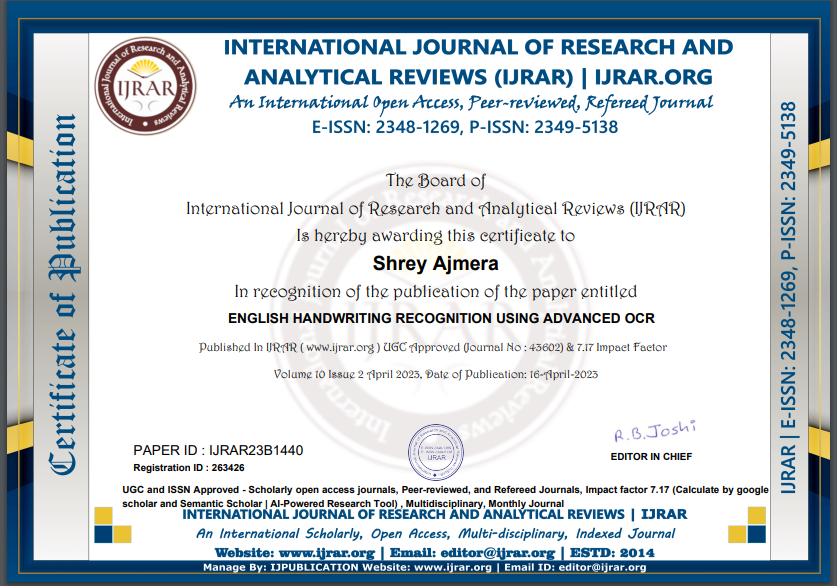 INTERNATIONAL JOURNAL OF RESEARCH AND
ANALYTICAL REVIEWS (IJRAR) | IJRAR.ORG
An International Open Access, Peer-reviewed, Refereed Journal
E-ISSN: 2348-1269, P-ISSN: 2349-5138
International Journal of Research and Analytical Reviews
IJRAR
Certificate of Publication
The Board of
International Journal of Research and Analytical Reviews (IJRAR)
Is hereby awarding this certificate to
Shrey Ajmera
In recognition of the publication of the paper entitled
ENGLISH HANDWRITING RECOGNITION USING ADVANCED OCR
Published In IJRAR ( www.ijrar.org ) UGC Approved (Journal No : 43602) & 7.17 Impact Factor
Volume 10 Issue 2 April 2023, Date of Publication: 16-April-2023
PAPER ID : IJRAR23B1440
Registration ID : 263426
IJRAR
R.B.Joshi
EDITOR IN CHIEF
UGC and ISSN Approved - Scholarly open access journals, Peer-reviewed, and Refereed Journals, Impact factor 7.17 (Calculate by google
scholar and Semantic Scholar | AI-Powered Research Tool) , Multidisciplinary, Monthly Journal
INTERNATIONAL JOURNAL OF RESEARCH AND ANALYTICAL REVIEWS | IJRAR
An International Scholarly, Open Access, Multi-disciplinary, Indexed Journal
Website: www.ijrar.org | Email: editor@ijrar.org | ESTD: 2014
Manage By: IJPUBLICATION Website: www.ijrar.org | Email ID: editor@ijrar.org
IJRAR | E-ISSN: 2348-1269, P-ISSN: 2349-5138